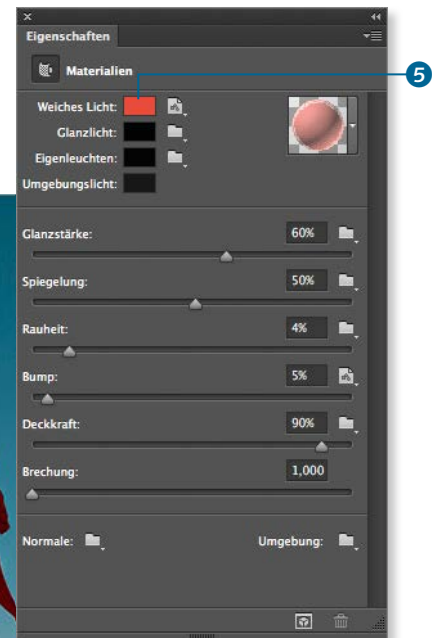 Eigenschaften
Materialien
5
Weiches Licht:
Glanzlicht:
Eigenleuchten:
Umgebungslicht:
Glanzstärke: 60%
Spiegelung: 50%
Rauheit: 4%
Bump: 5%
Deckkraft: 90%
Brechung: 1,000
Normale: Umgebung: